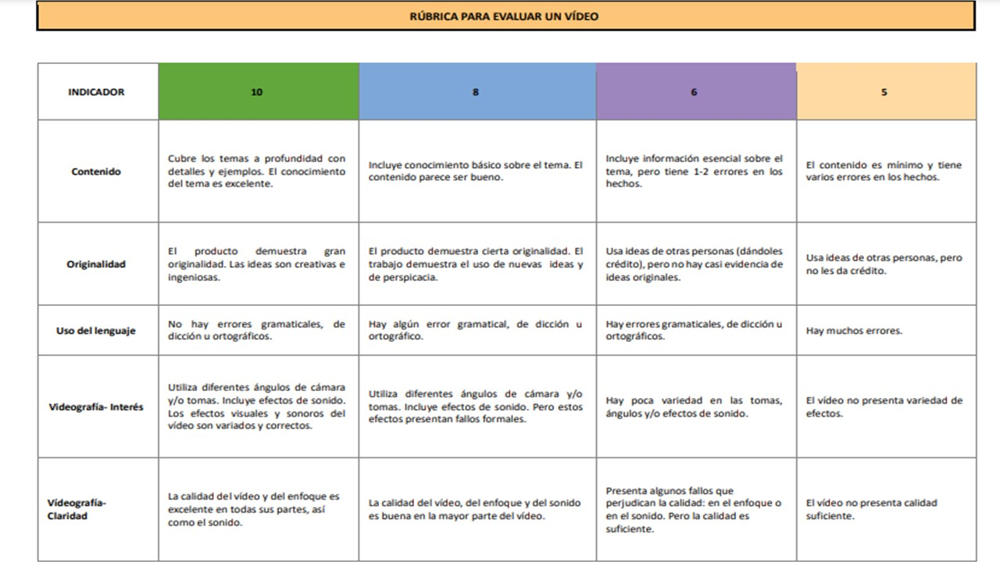 RÚBRICA PARA EVALUAR UN VÍDEO
INDICADOR
10
8
6
5
Contenido
Cubre los temas a profundidad con
detalles y ejemplos. El conocimiento
del tema es excelente.
Incluye conocimiento básico sobre el tema. El
contenido parece ser bueno.
Incluye información esencial sobre el
tema, pero tiene 1-2 errores en los
hechos.
El contenido es mínimo y tiene
varios errores en los hechos.
Originalidad
El producto demuestra gran
originalidad. Las ideas son creativas e
ingeniosas.
El producto demuestra cierta originalidad. El
trabajo demuestra el uso de nuevas ideas y
de perspicacia.
Usa ideas de otras personas (dándoles
crédito), pero no hay casi evidencia de
ideas originales.
Usa ideas de otras personas, pero
no les da crédito.
Uso del lenguaje
No hay errores gramaticales, de
dicción u ortográficos.
Hay algún error gramatical, de dicción u
ortográfico.
Hay errores gramaticales, de dicción u
ortográficos.
Hay muchos errores.
Videografía- Interés
Utiliza diferentes ángulos de cámara
y/o tomas. Incluye efectos de sonido.
Los efectos visuales y sonoros del
vídeo son variados y correctos.
Utiliza diferentes ángulos de cámara y/o
tomas. Incluye efectos de sonido. Pero estos
efectos presentan fallos formales.
Hay poca variedad en las tomas,
ángulos y/o efectos de sonido.
El vídeo no presenta variedad de
efectos.
Vídeografía-
Claridad
La calidad del vídeo y del enfoque es
excelente en todas sus partes, así
como el sonido.
La calidad del vídeo, del enfoque y del sonido
es buena en la mayor parte del vídeo.
Presenta algunos fallos que
perjudican la calidad: en el enfoque o
en el sonido. Pero la calidad es
suficiente.
El vídeo no presenta calidad
suficiente.